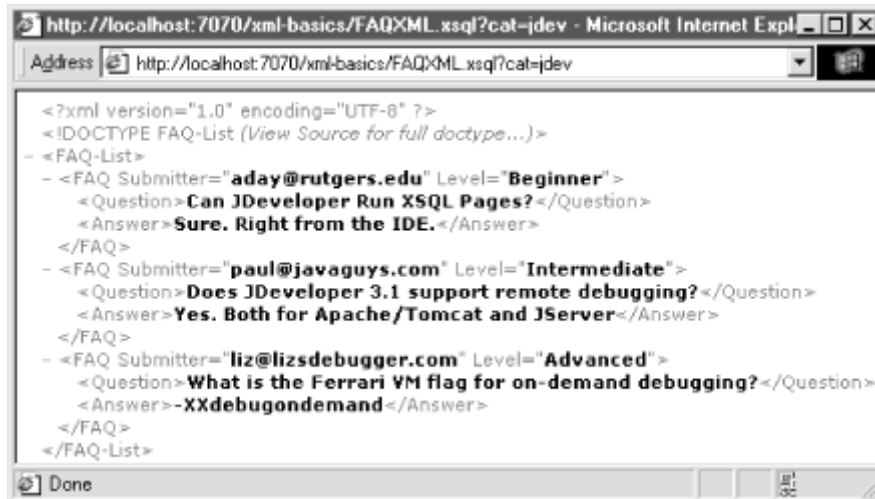 http://localhost:7070/xml-basics/FAQXML.xsql?cat=jdev - Microsoft Internet Expl
Address http://localhost:7070/xml-basics/FAQXML.xsql?cat=jdev
<?xml version="1.0" encoding="UTF-8" ?>
<!DOCTYPE FAQ-List (View Source for full doctype...)>
- <FAQ-List>
- <FAQ Submitter="aday@rutgers.edu" Level="Beginner">
<Question>Can JDeveloper Run XSQL Pages?</Question>
<Answer>Sure. Right from the IDE.</Answer>
</FAQ>
- <FAQ Submitter="paul@javaguys.com" Level="Intermediate">
<Question>Does JDeveloper 3.1 support remote debugging?</Question>
<Answer>Yes. Both for Apache/Tomcat and JServer</Answer>
</FAQ>
- <FAQ Submitter="liz@lizsdebugger.com" Level="Advanced">
<Question>What is the Ferrari VM flag for on-demand debugging?</Question>
<Answer>-XXdebugondemand</Answer>
</FAQ>
</FAQ-List>
Done